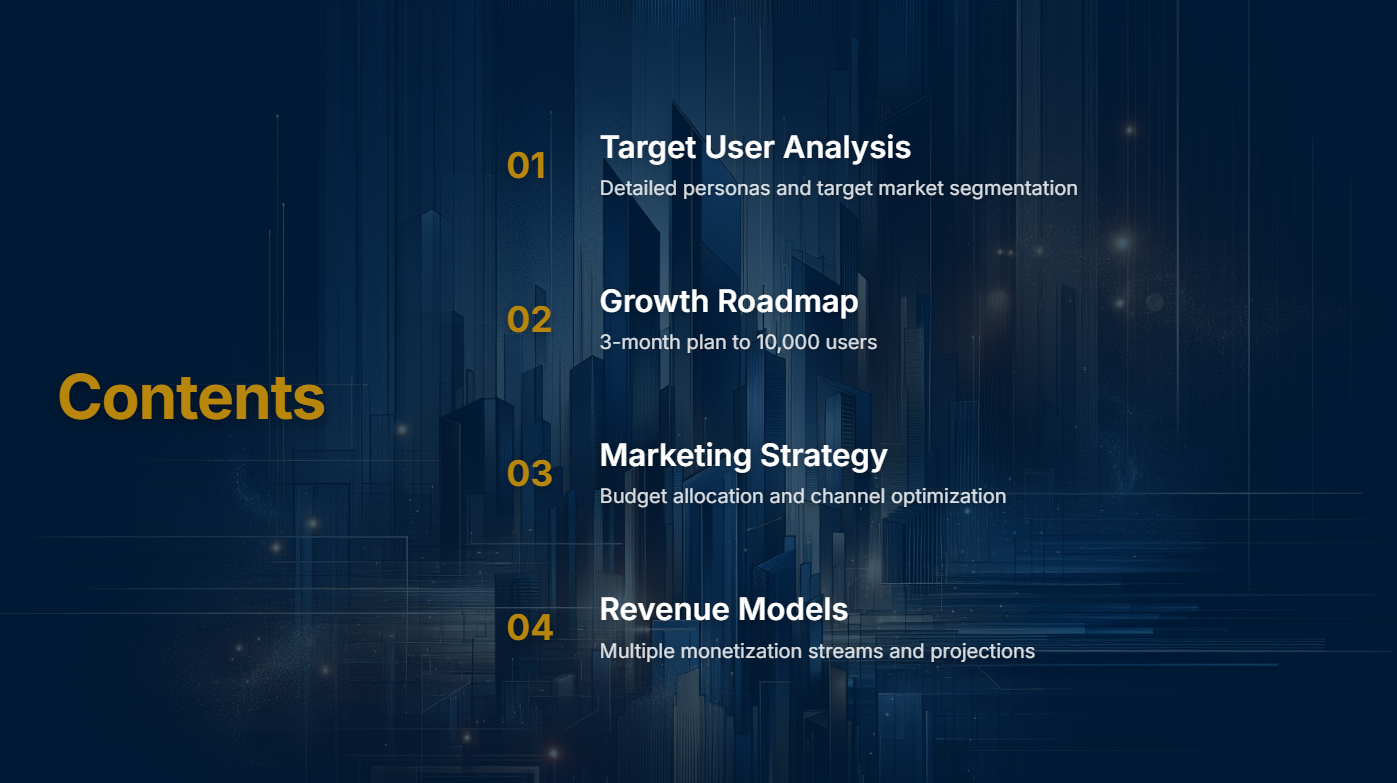 Contents
01
Target User Analysis
Detailed personas and target market segmentation
02
Growth Roadmap
3-month plan to 10,000 users
03
Marketing Strategy
Budget allocation and channel optimization
04
Revenue Models
Multiple monetization streams and projections